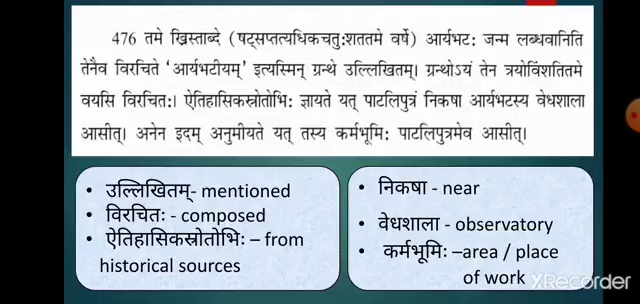 476 तमे ख्रिस्ताब्दे (षट्सप्तत्यधिकचतुःशततमे वर्षे) आर्यभटः जन्म लब्धवानिति
तेनैव विरचिते ‘आर्यभटीयम्’ इत्यस्मिन् ग्रन्थे उल्लिखितम्। ग्रन्थोऽयं तेन त्रयोविंशतितमे
वयसि विरचितः। ऐतिहासिकस्रोतोभिः ज्ञायते यत् पाटलिपुत्रं निकषा आर्यभटस्य वेधशाला
आसीत्। अनेन इदम् अनुमीयते यत् तस्य कर्मभूमिः पाटलिपुत्रमेव आसीत्।
• उल्लिखितम्- mentioned
• विरचितः - composed
• ऐतिहासिकस्रोतोभिः – from
historical sources
• निकषा - near
• वेधशाला - observatory
• कर्मभूमिः –area / place
of work
XRecorder